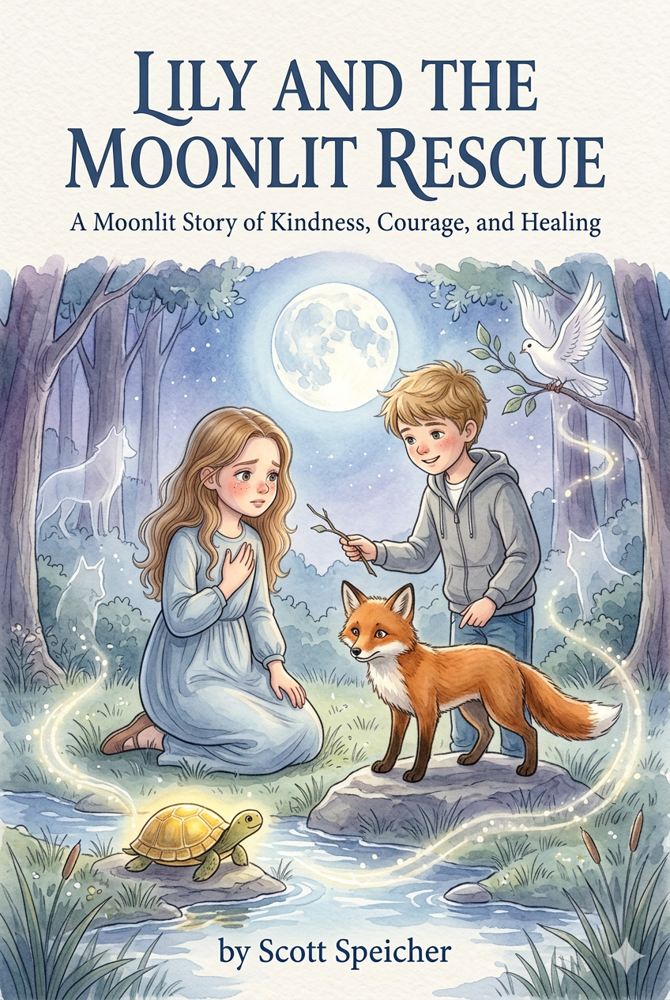 Lily and the
Moonlit Rescue
A Moonlit Story of Kindness, Courage, and Healing
by Scott Speicher